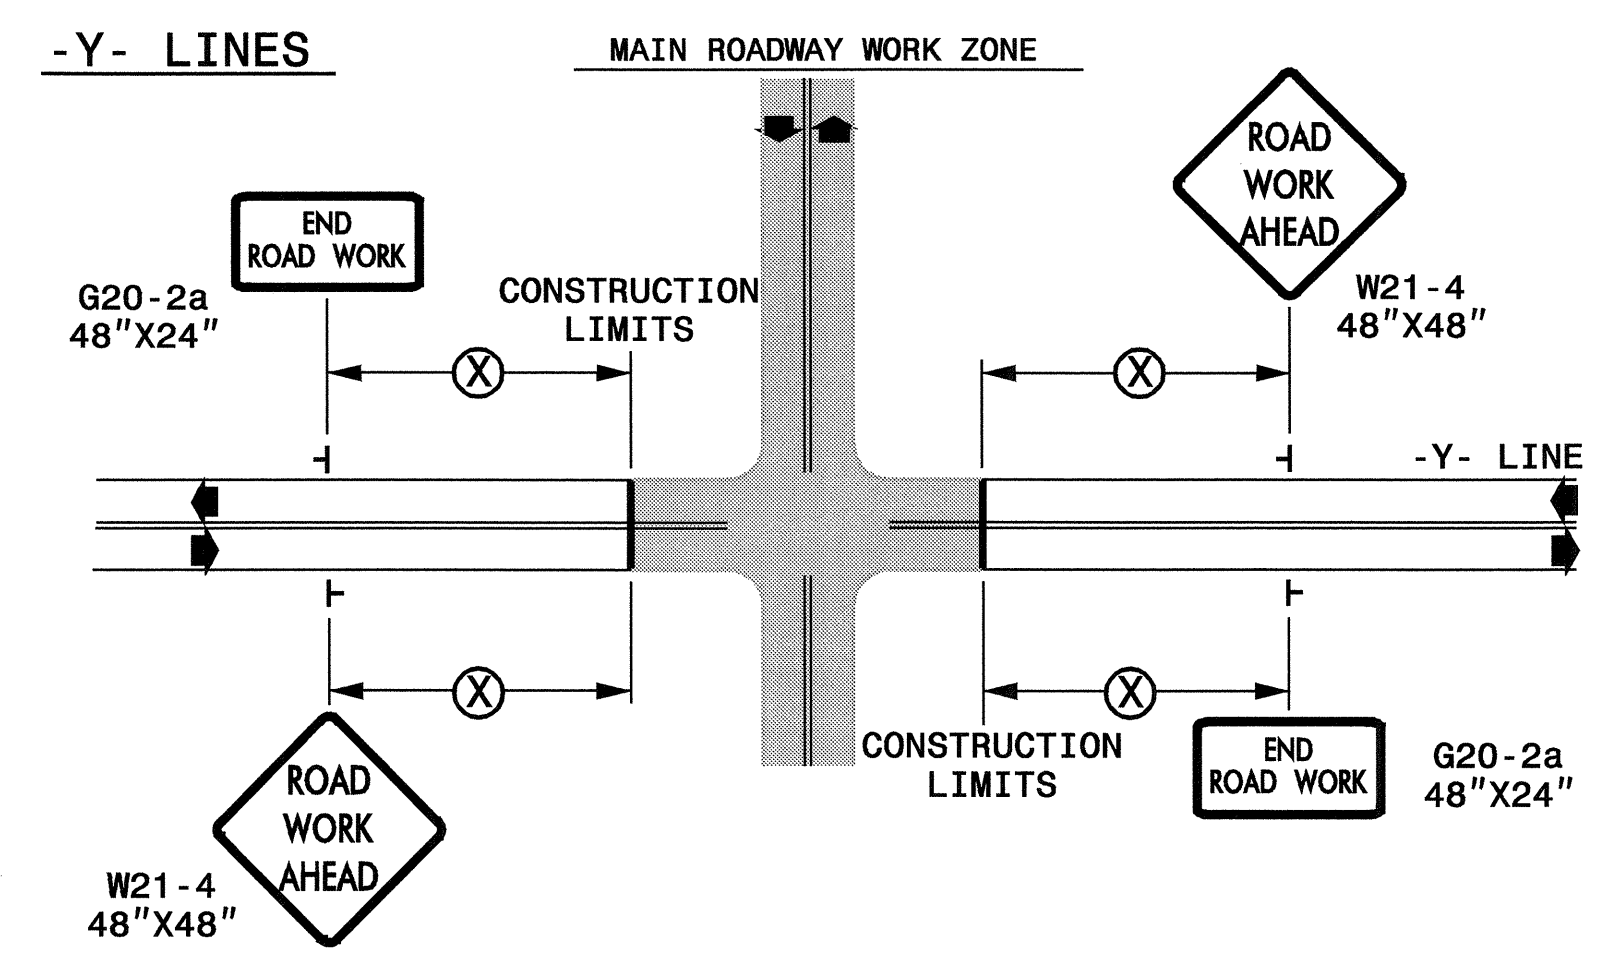 -Y- LINES
MAIN ROADWAY WORK ZONE
ROAD
WORK
AHEAD
W21-4
48"X48"
END
ROAD WORK
G20-2a
48"X24"
CONSTRUCTION
LIMITS
X
X
-Y- LINE
X
X
CONSTRUCTION
LIMITS
ROAD
WORK
AHEAD
W21-4
48"X48"
END
ROAD WORK
G20-2a
48"X24"